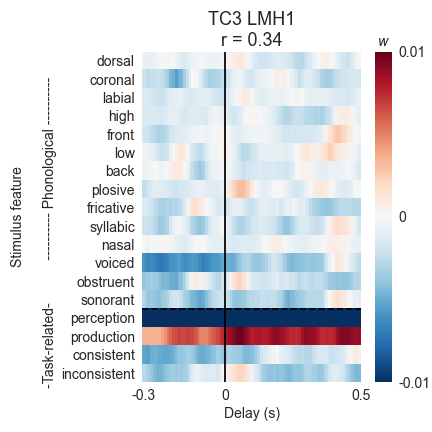 TC3 LMH1
r = 0.34
w
Stimulus feature
---------- Phonological ----------
-Task-related-
dorsal
coronal
labial
high
front
low
back
plosive
fricative
syllabic
nasal
voiced
obstruent
sonorant
perception
production
consistent
inconsistent
-0.3 0 0.5
Delay (s)
0.01
0
-0.01